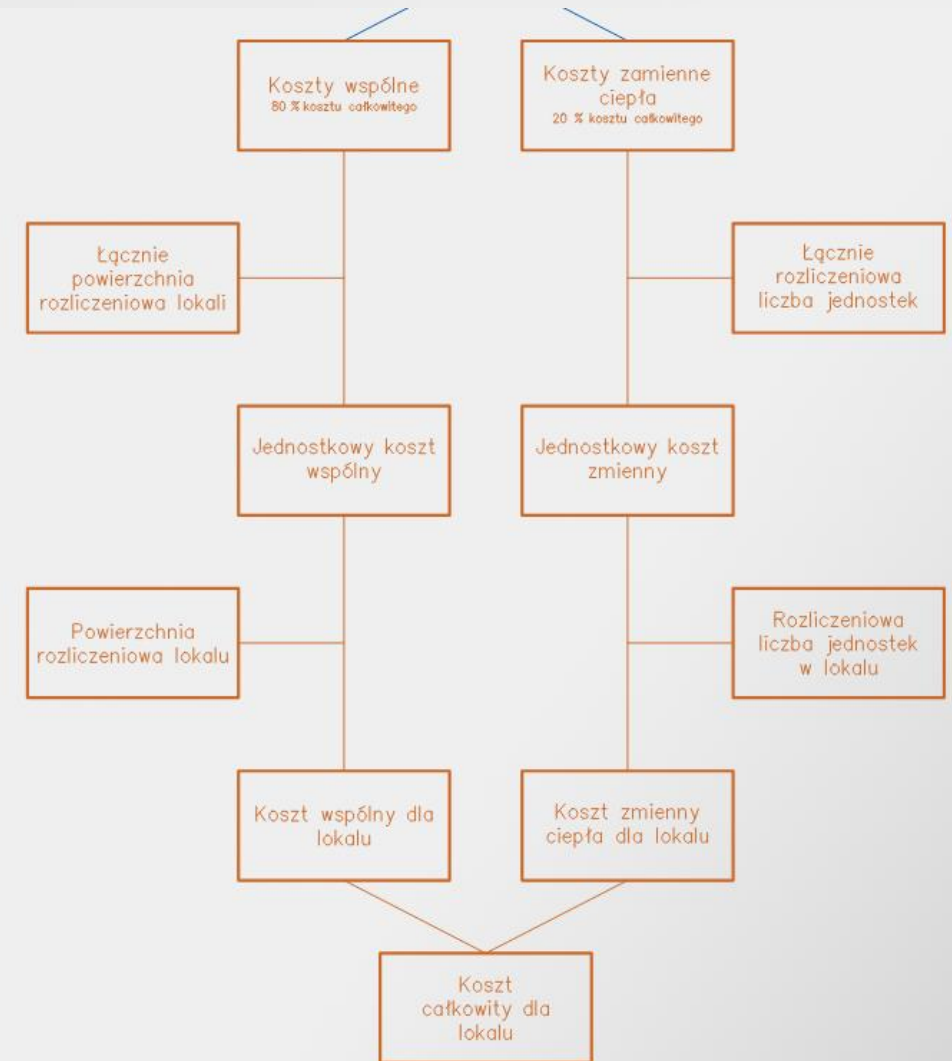 Koszty wspólne
80 % kosztu całkowitego
Koszty zamienne
ciepła
20 % kosztu całkowitego
Łącznie
powierzchnia
rozliczeniowa lokali
Łącznie
rozliczeniowa
liczba jednostek
Jednostkowy koszt
wspólny
Jednostkowy koszt
zmienny
Powierzchnia
rozliczeniowa lokalu
Rozliczeniowa
liczba jednostek
w lokalu
Koszt wspólny dla
lokalu
Koszt zmienny
ciepła dla lokalu
Koszt
całkowity dla
lokalu